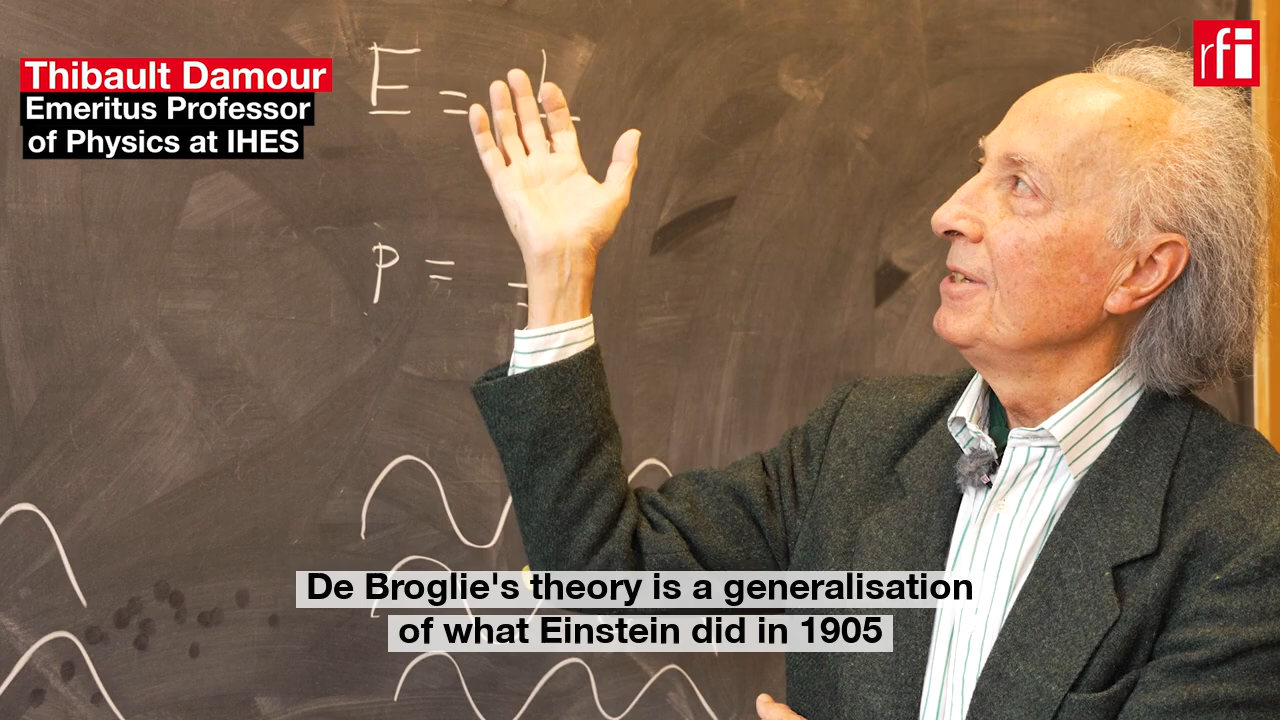 Thibault Damour
Emeritus Professor
of Physics at IHES
rfi
E =
P =
De Broglie's theory is a generalisation
of what Einstein did in 1905